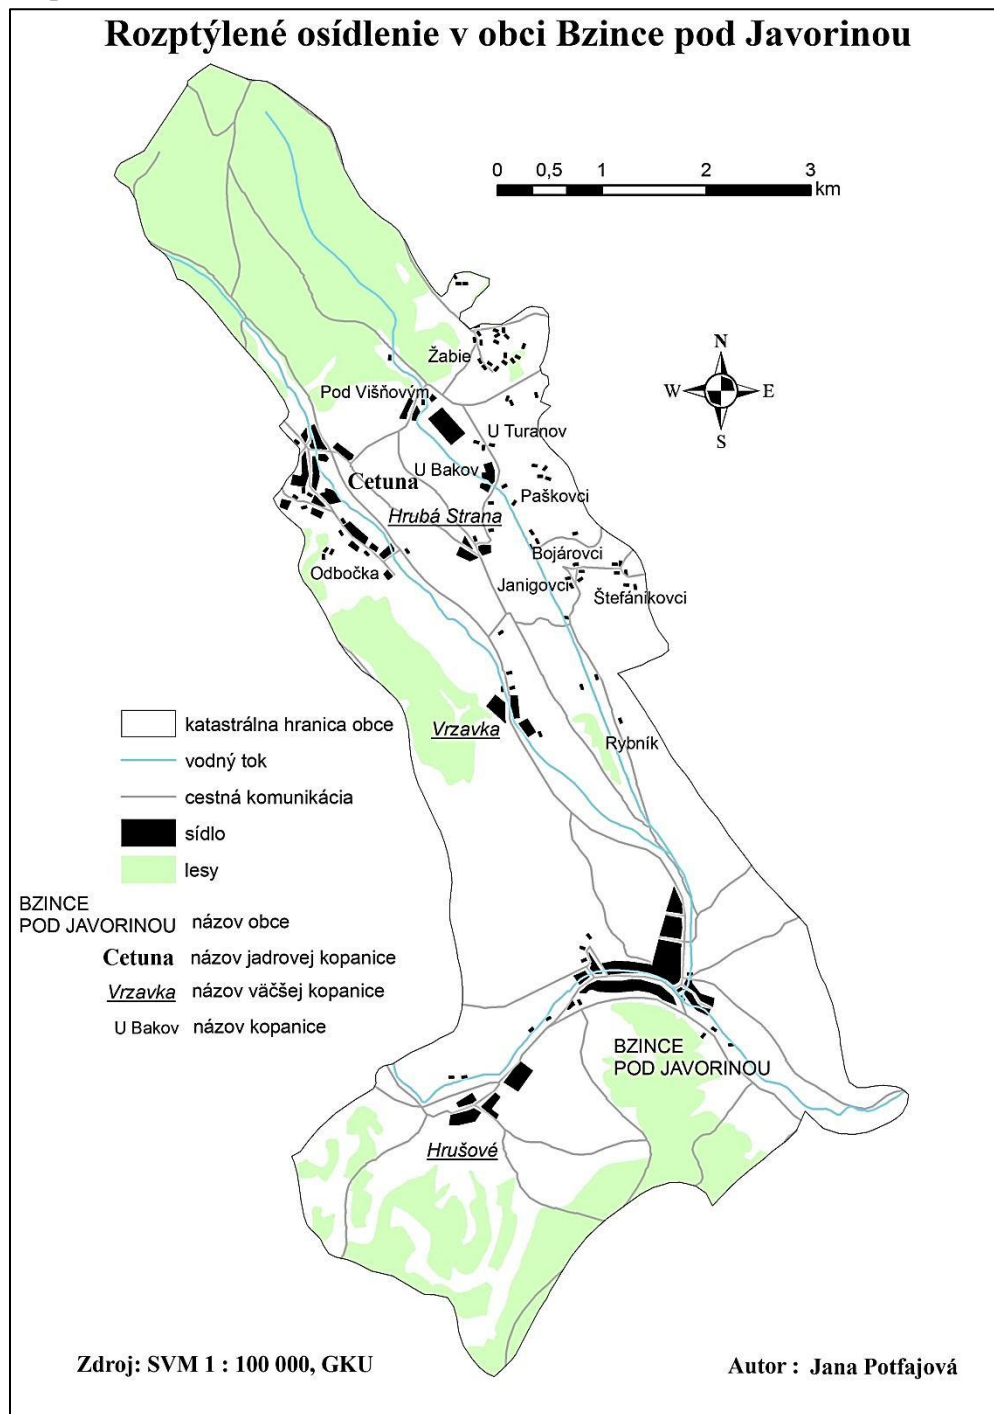 Rozptýlené osídlenie v obci Bzince pod Javorinou
0 0,5 1 2 3
km
N
W E
S
Žabie
Pod Višňovým
U Turanov
U Bakov
Cetuna
Paškovci
Hrubá Strana
Bojárovci
Odbočka
Janigovci
Štefánikovci
Vrzavka
Rybník
katastrálna hranica obce
vodný tok
cestná komunikácia
sídlo
lesy
BZINCE
POD JAVORINOU názov obce
Cetuna názov jadrovej kopanice
Vrzavka názov väčšej kopanice
U Bakov názov kopanice
BZINCE
POD JAVORINOU
Hrušové
Zdroj: SVM 1 : 100 000, GKU
Autor : Jana Potfajová